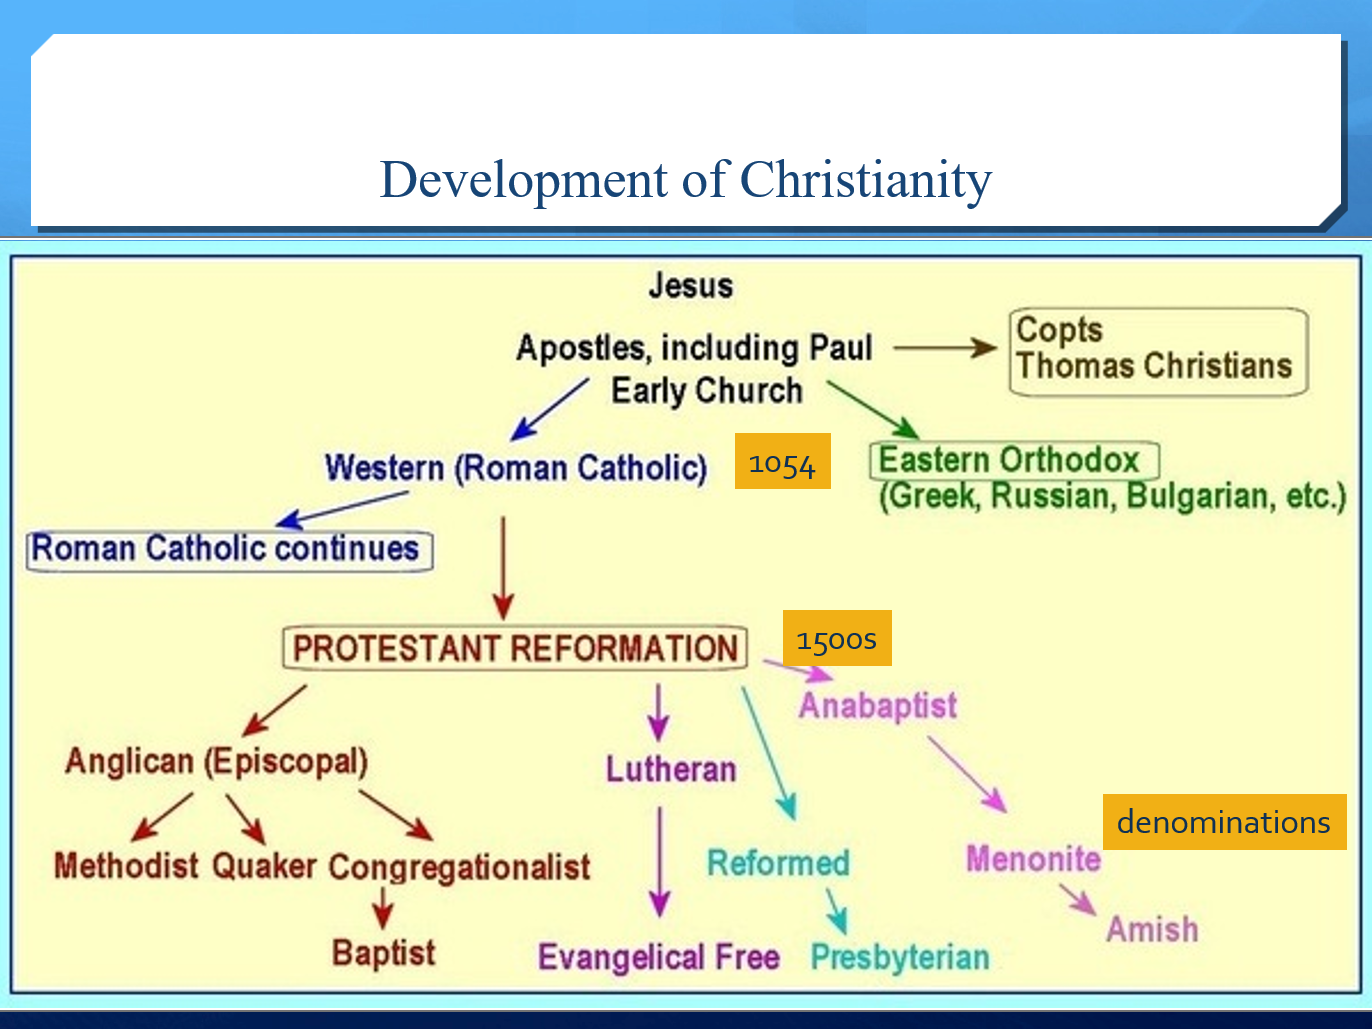 Development of Christianity
Jesus
Apostles, including Paul
Early Church
Copts
Thomas Christians
Western (Roman Catholic)
1054
Eastern Orthodox
(Greek, Russian, Bulgarian, etc.)
Roman Catholic continues
PROTESTANT REFORMATION
1500s
Anabaptist
Anglican (Episcopal)
Lutheran
denominations
Methodist Quaker Congregationalist
Reformed
Menonite
Amish
Baptist
Evangelical Free
Presbyterian